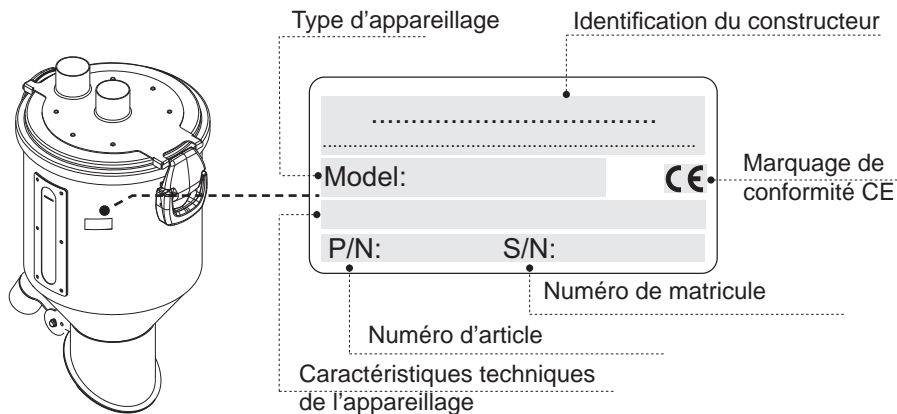 Type d’appareillage
Identification du constructeur
Model:
CE
Marquage de
conformité CE
P/N:
S/N:
Numéro de matricule
Numéro d’article
Caractéristiques techniques
de l’appareillage